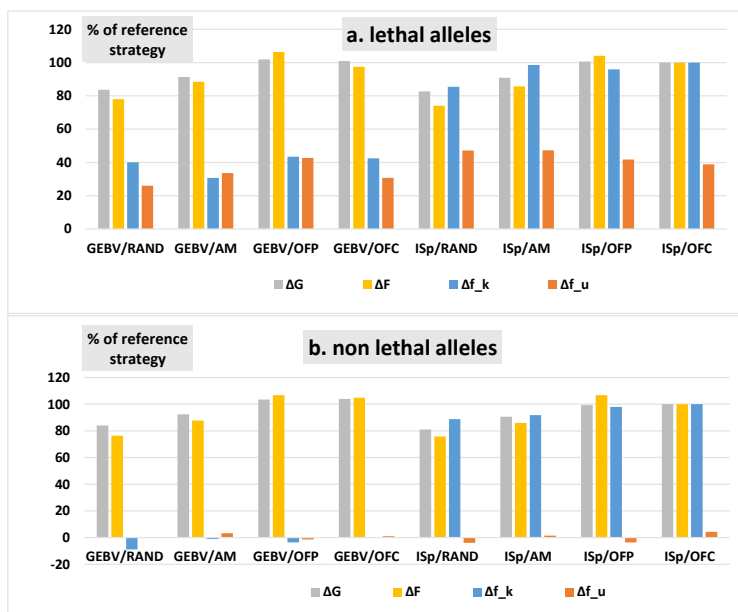 % of reference
strategy
a. lethal alleles
120
100
80
60
40
20
0
GEBV/RAND GEBV/AM GEBV/OFP GEBV/OFC ISp/RAND ISp/AM ISp/OFP ISp/OFC
ΔG ΔF Δf_k Δf_u
% of reference
strategy
b. non lethal alleles
120
100
80
60
40
20
0
-20
GEBV/RAND GEBV/AM GEBV/OFP GEBV/OFC ISp/RAND ISp/AM ISp/OFP ISp/OFC
ΔG ΔF Δf_k Δf_u